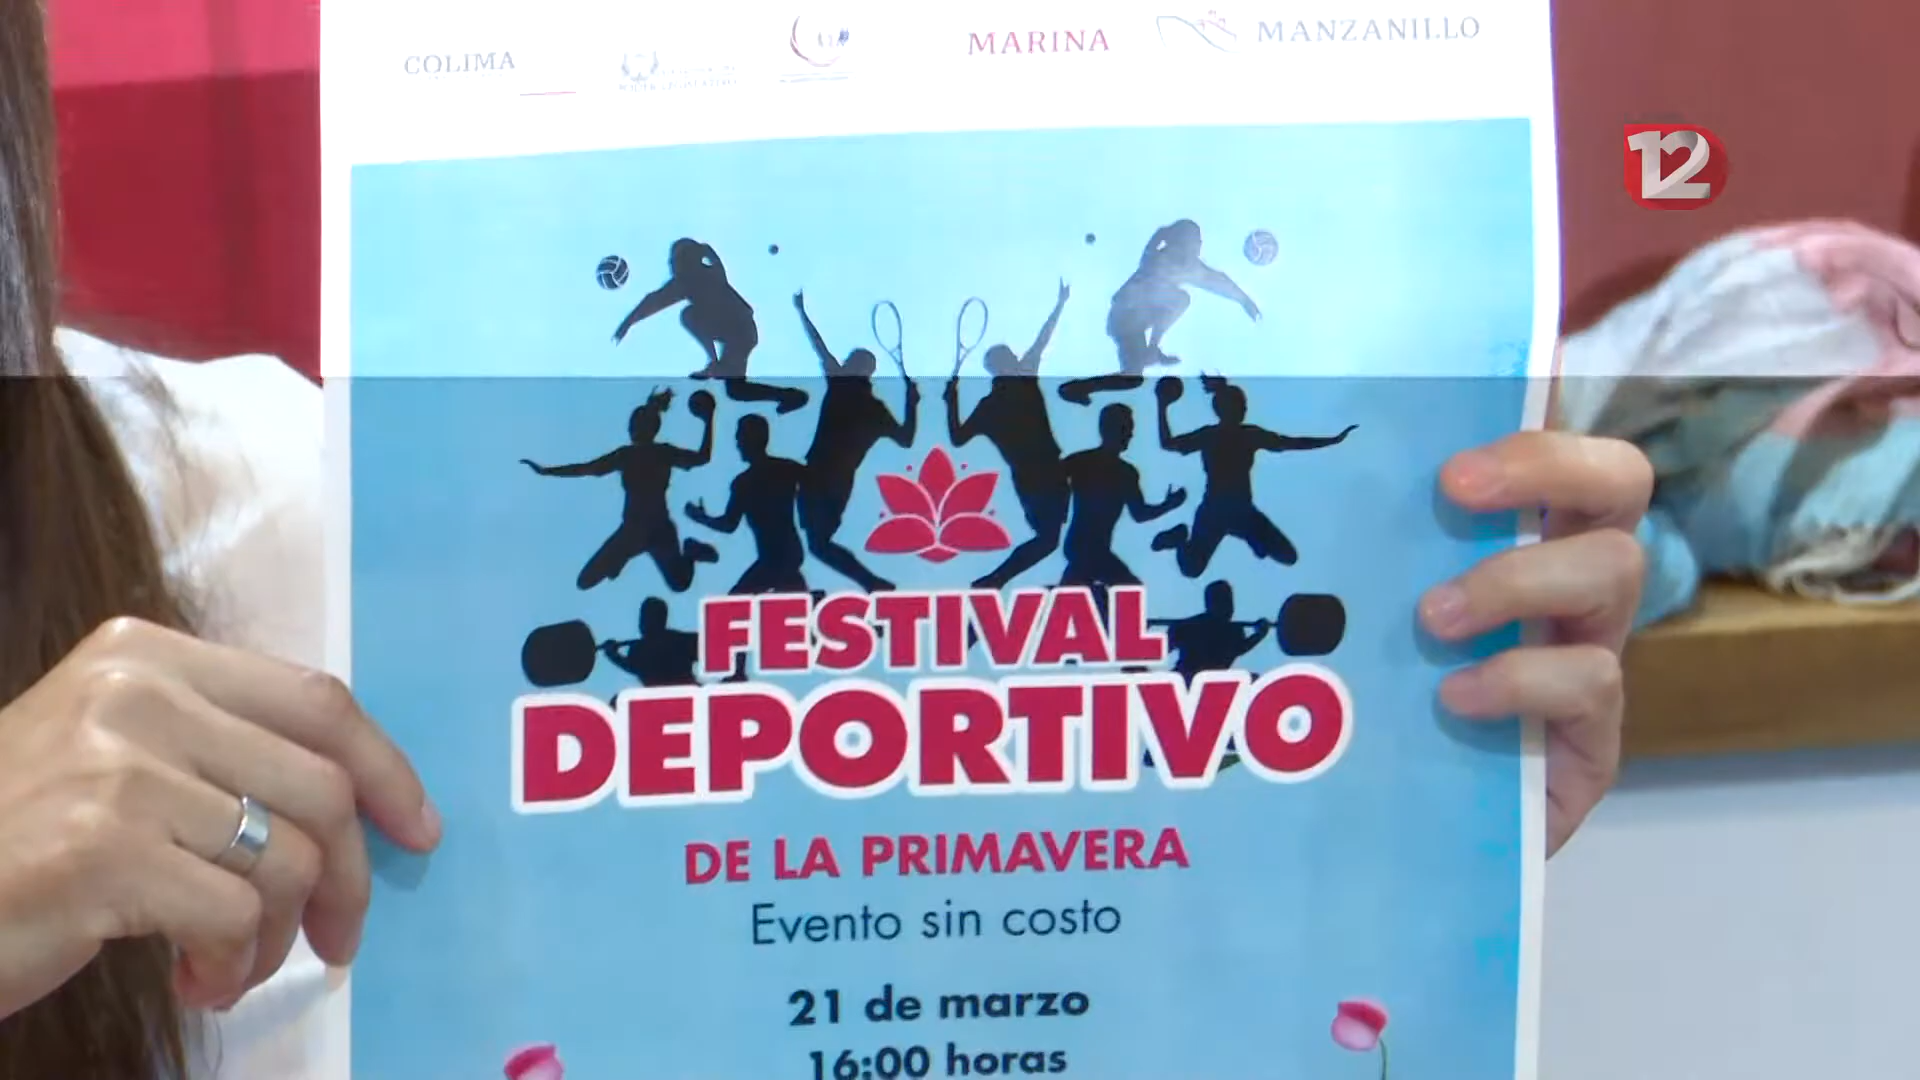 COLIMA
MARINA
MANZANILLO
12
FESTIVAL
DEPORTIVO
DE LA PRIMAVERA
Evento sin costo
21 de marzo
16:00 horas